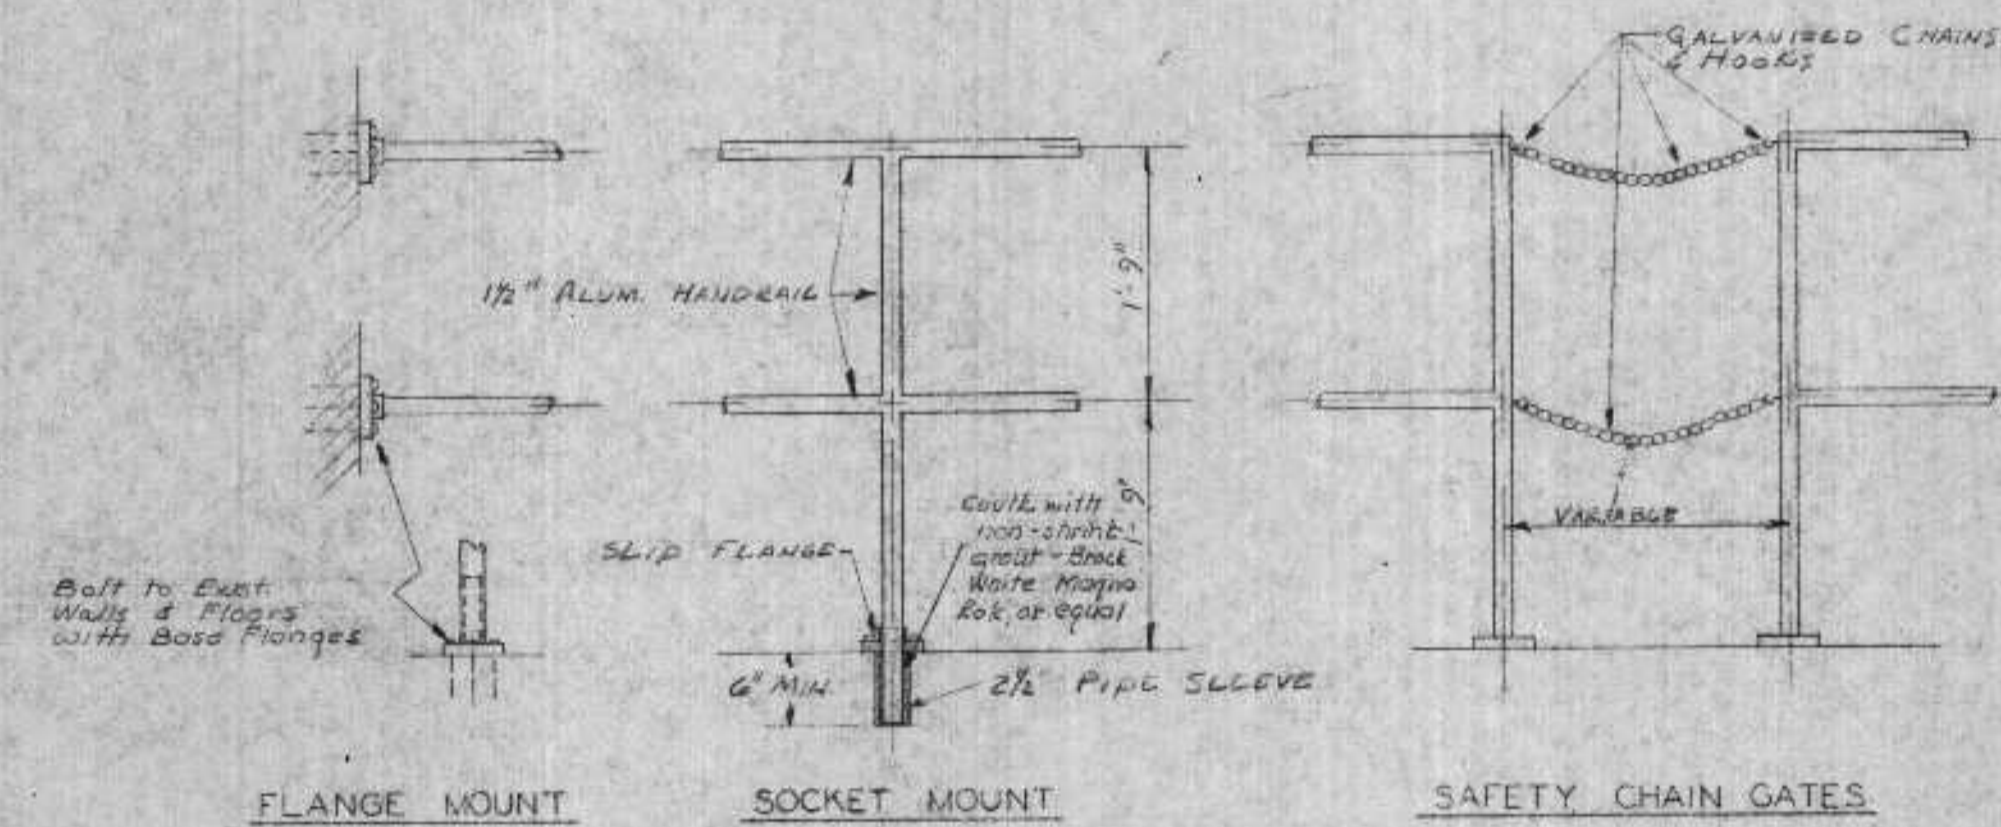 GALVANIZED CHAINS
& HOOKS
1½" ALUM. HANDRAIL
1'-9"
9"
Caulk with
non-shrink
grout - Brock
White Magna
Rok, or equal
SLIP FLANGE
Bolt to Exist.
Walls & Floors
with Base Flanges
6" MIN.
2½" PIPE SLEEVE
VARIABLE
FLANGE MOUNT
SOCKET MOUNT
SAFETY CHAIN GATES